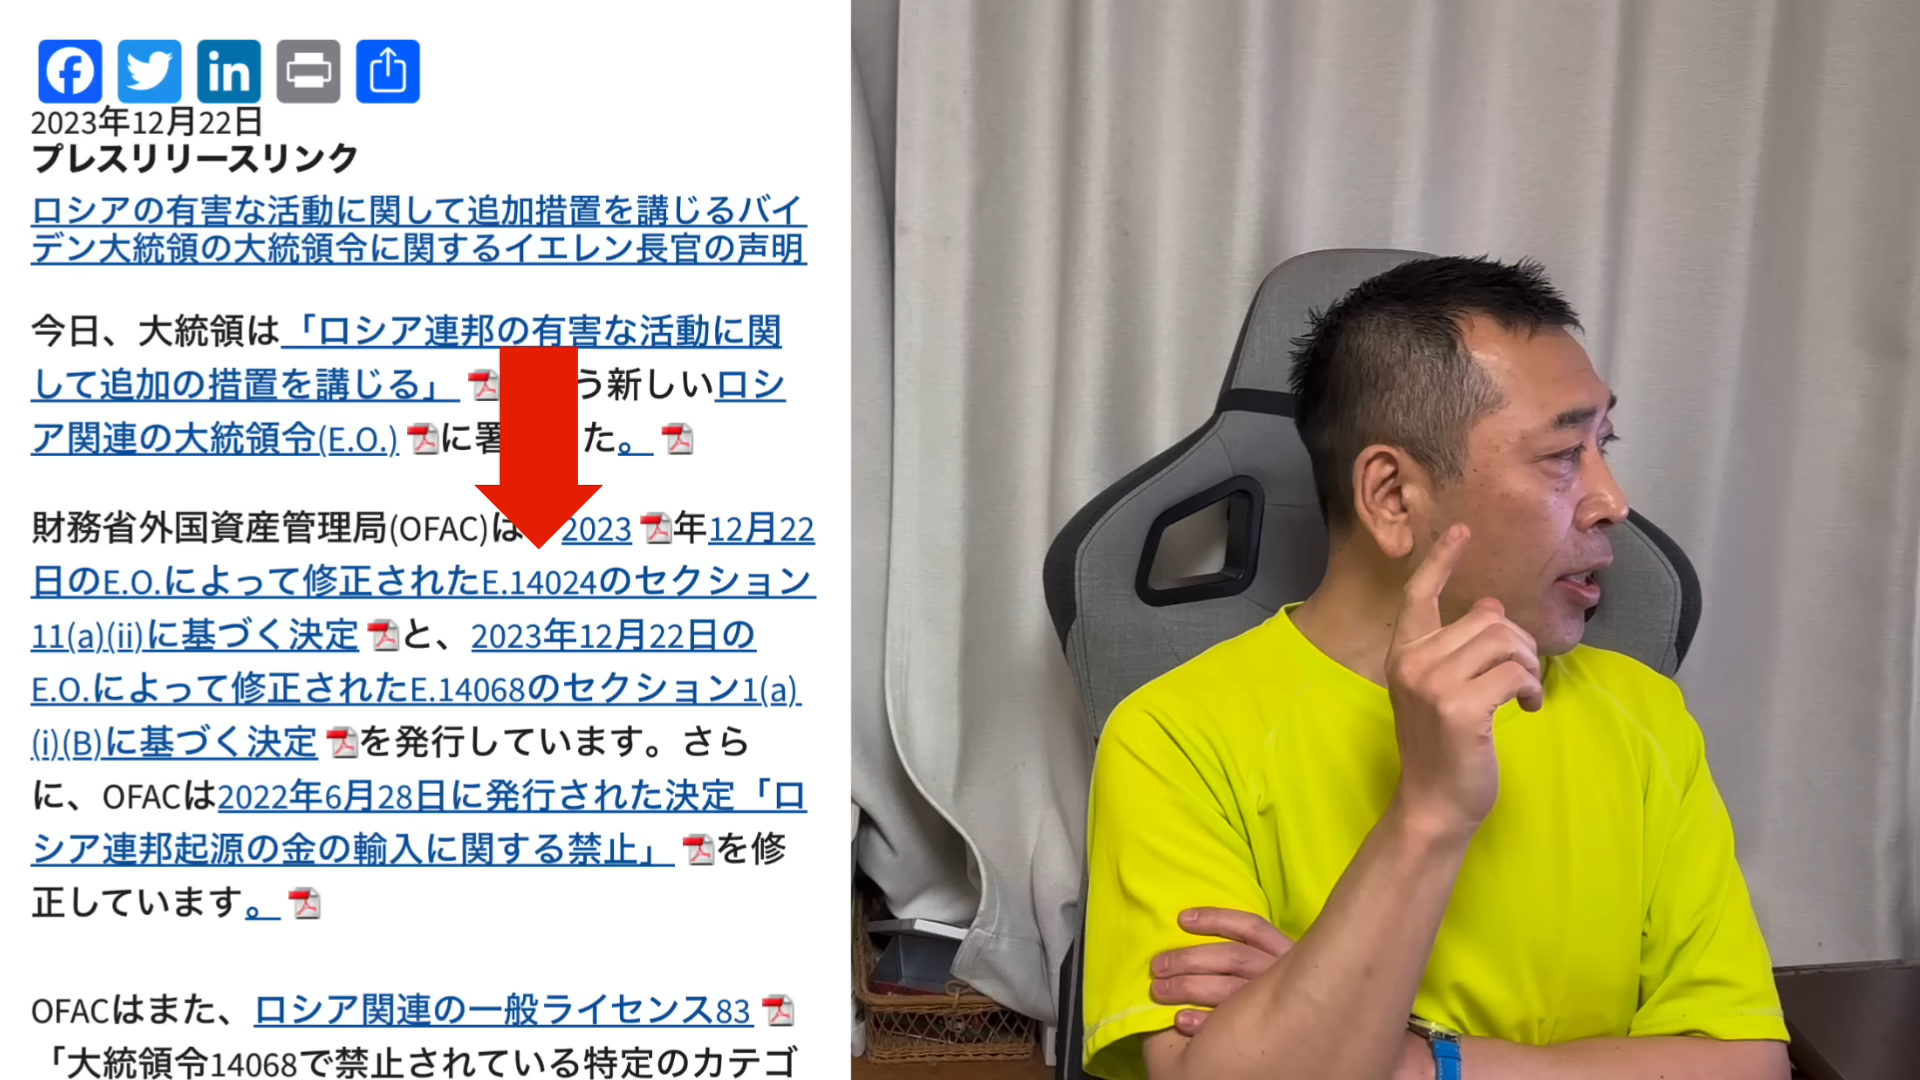 2023年12月22日
プレスリリースリンク
ロシアの有害な活動に関して追加措置を講じるバイ
デン大統領の大統領令に関するイエレン長官の声明
今日、大統領は「ロシア連邦の有害な活動に関
して追加の措置を講じる」 う新しいロシ
ア関連の大統領令(E.O.) に署 た。
財務省外国資産管理局(OFAC)は 2023 年12月22
日のE.O.によって修正されたE.14024のセクション
11(a)(ii)に基づく決定 と、2023年12月22日の
E.O.によって修正されたE.14068のセクション1(a)
(i)(B)に基づく決定 を発行しています。さら
に、OFACは2022年6月28日に発行された決定「ロ
シア連邦起源の金の輸入に関する禁止」 を修
正しています。
OFACはまた、ロシア関連の一般ライセンス83
「大統領令14068で禁止されている特定のカテゴ